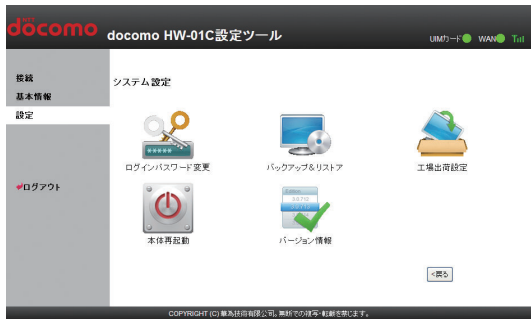 docomo docomo HW-01C設定ツール UIMカード WAN
接続
基本情報
設定
ログアウト
システム設定
ログインパスワード変更 バックアップ&リストア 工場出荷設定
本体再起動 バージョン情報
<戻る
COPYRIGHT (C) 華為技術有限公司。無断での複写・転載を禁じます。